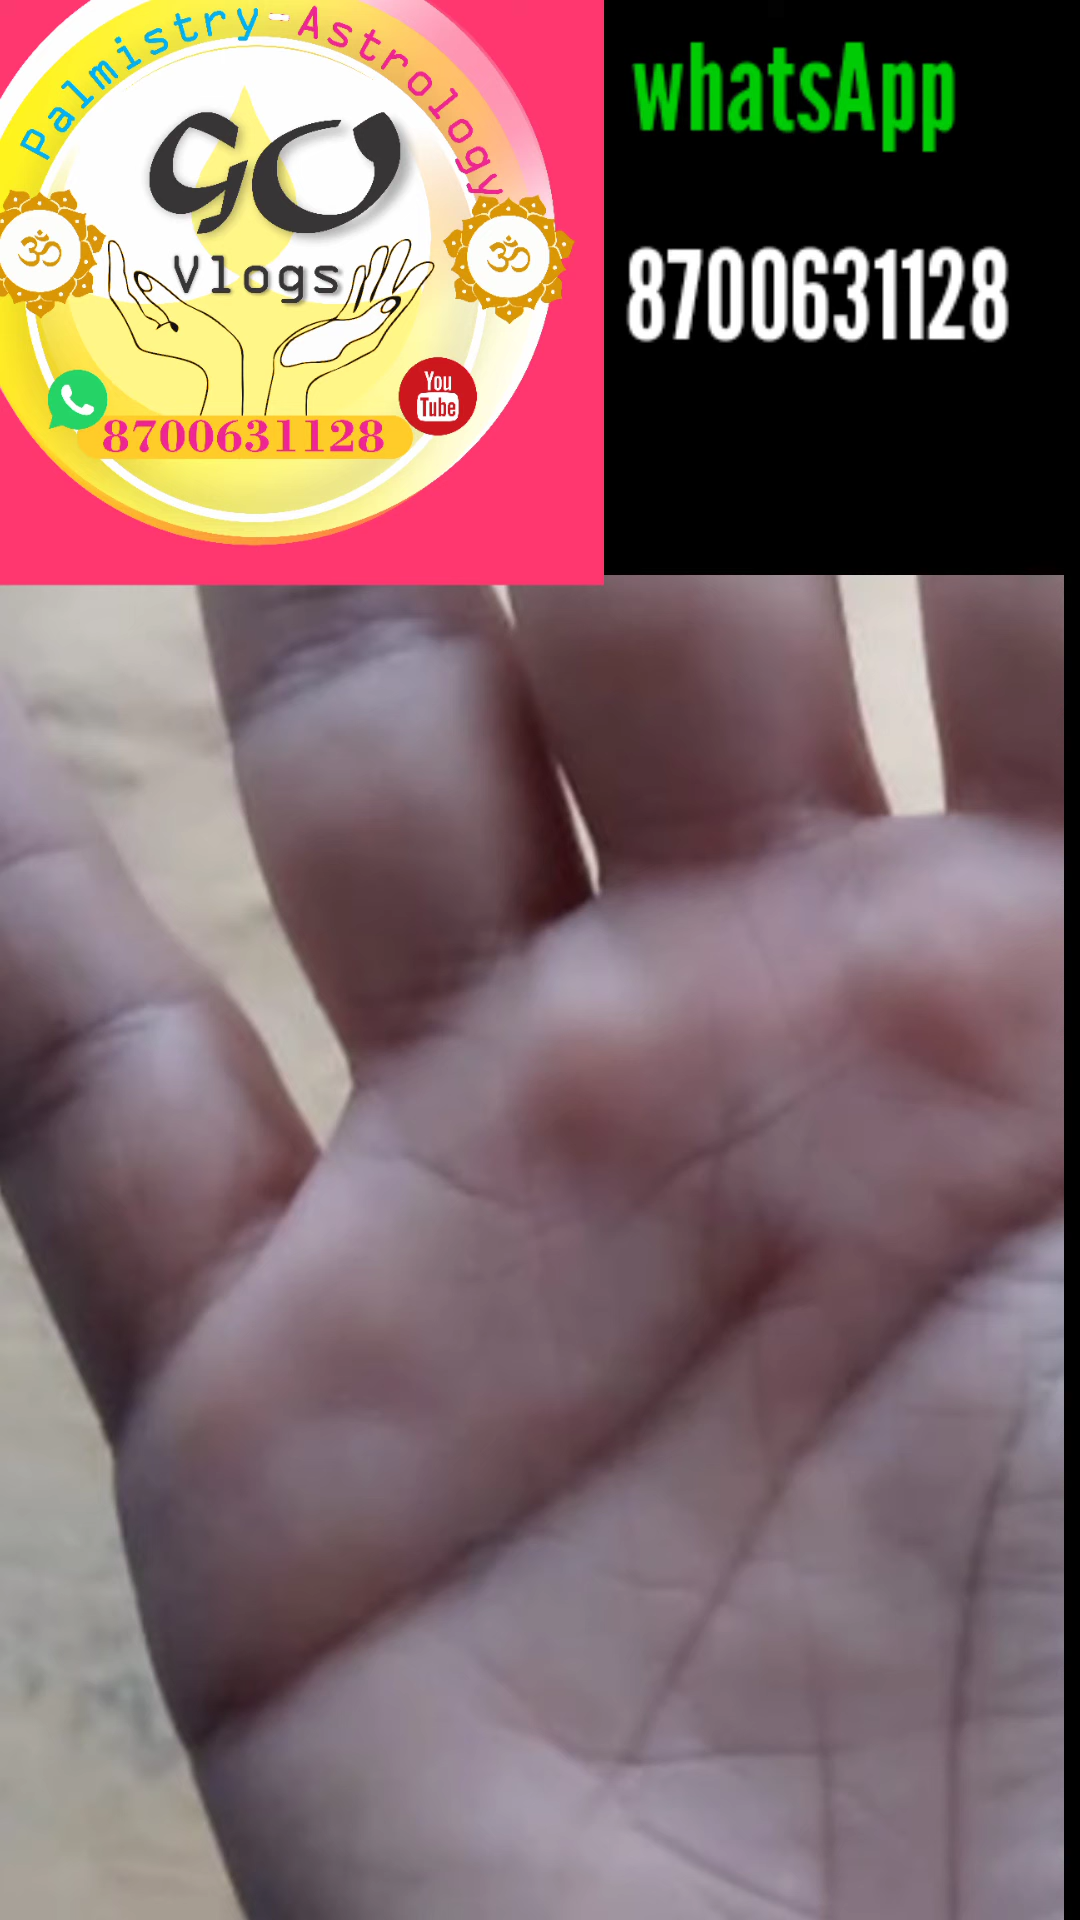 Palmistry-Astrology
GO
Vlogs
ॐ
ॐ
You
Tube
8700631128
whatsApp
8700631128